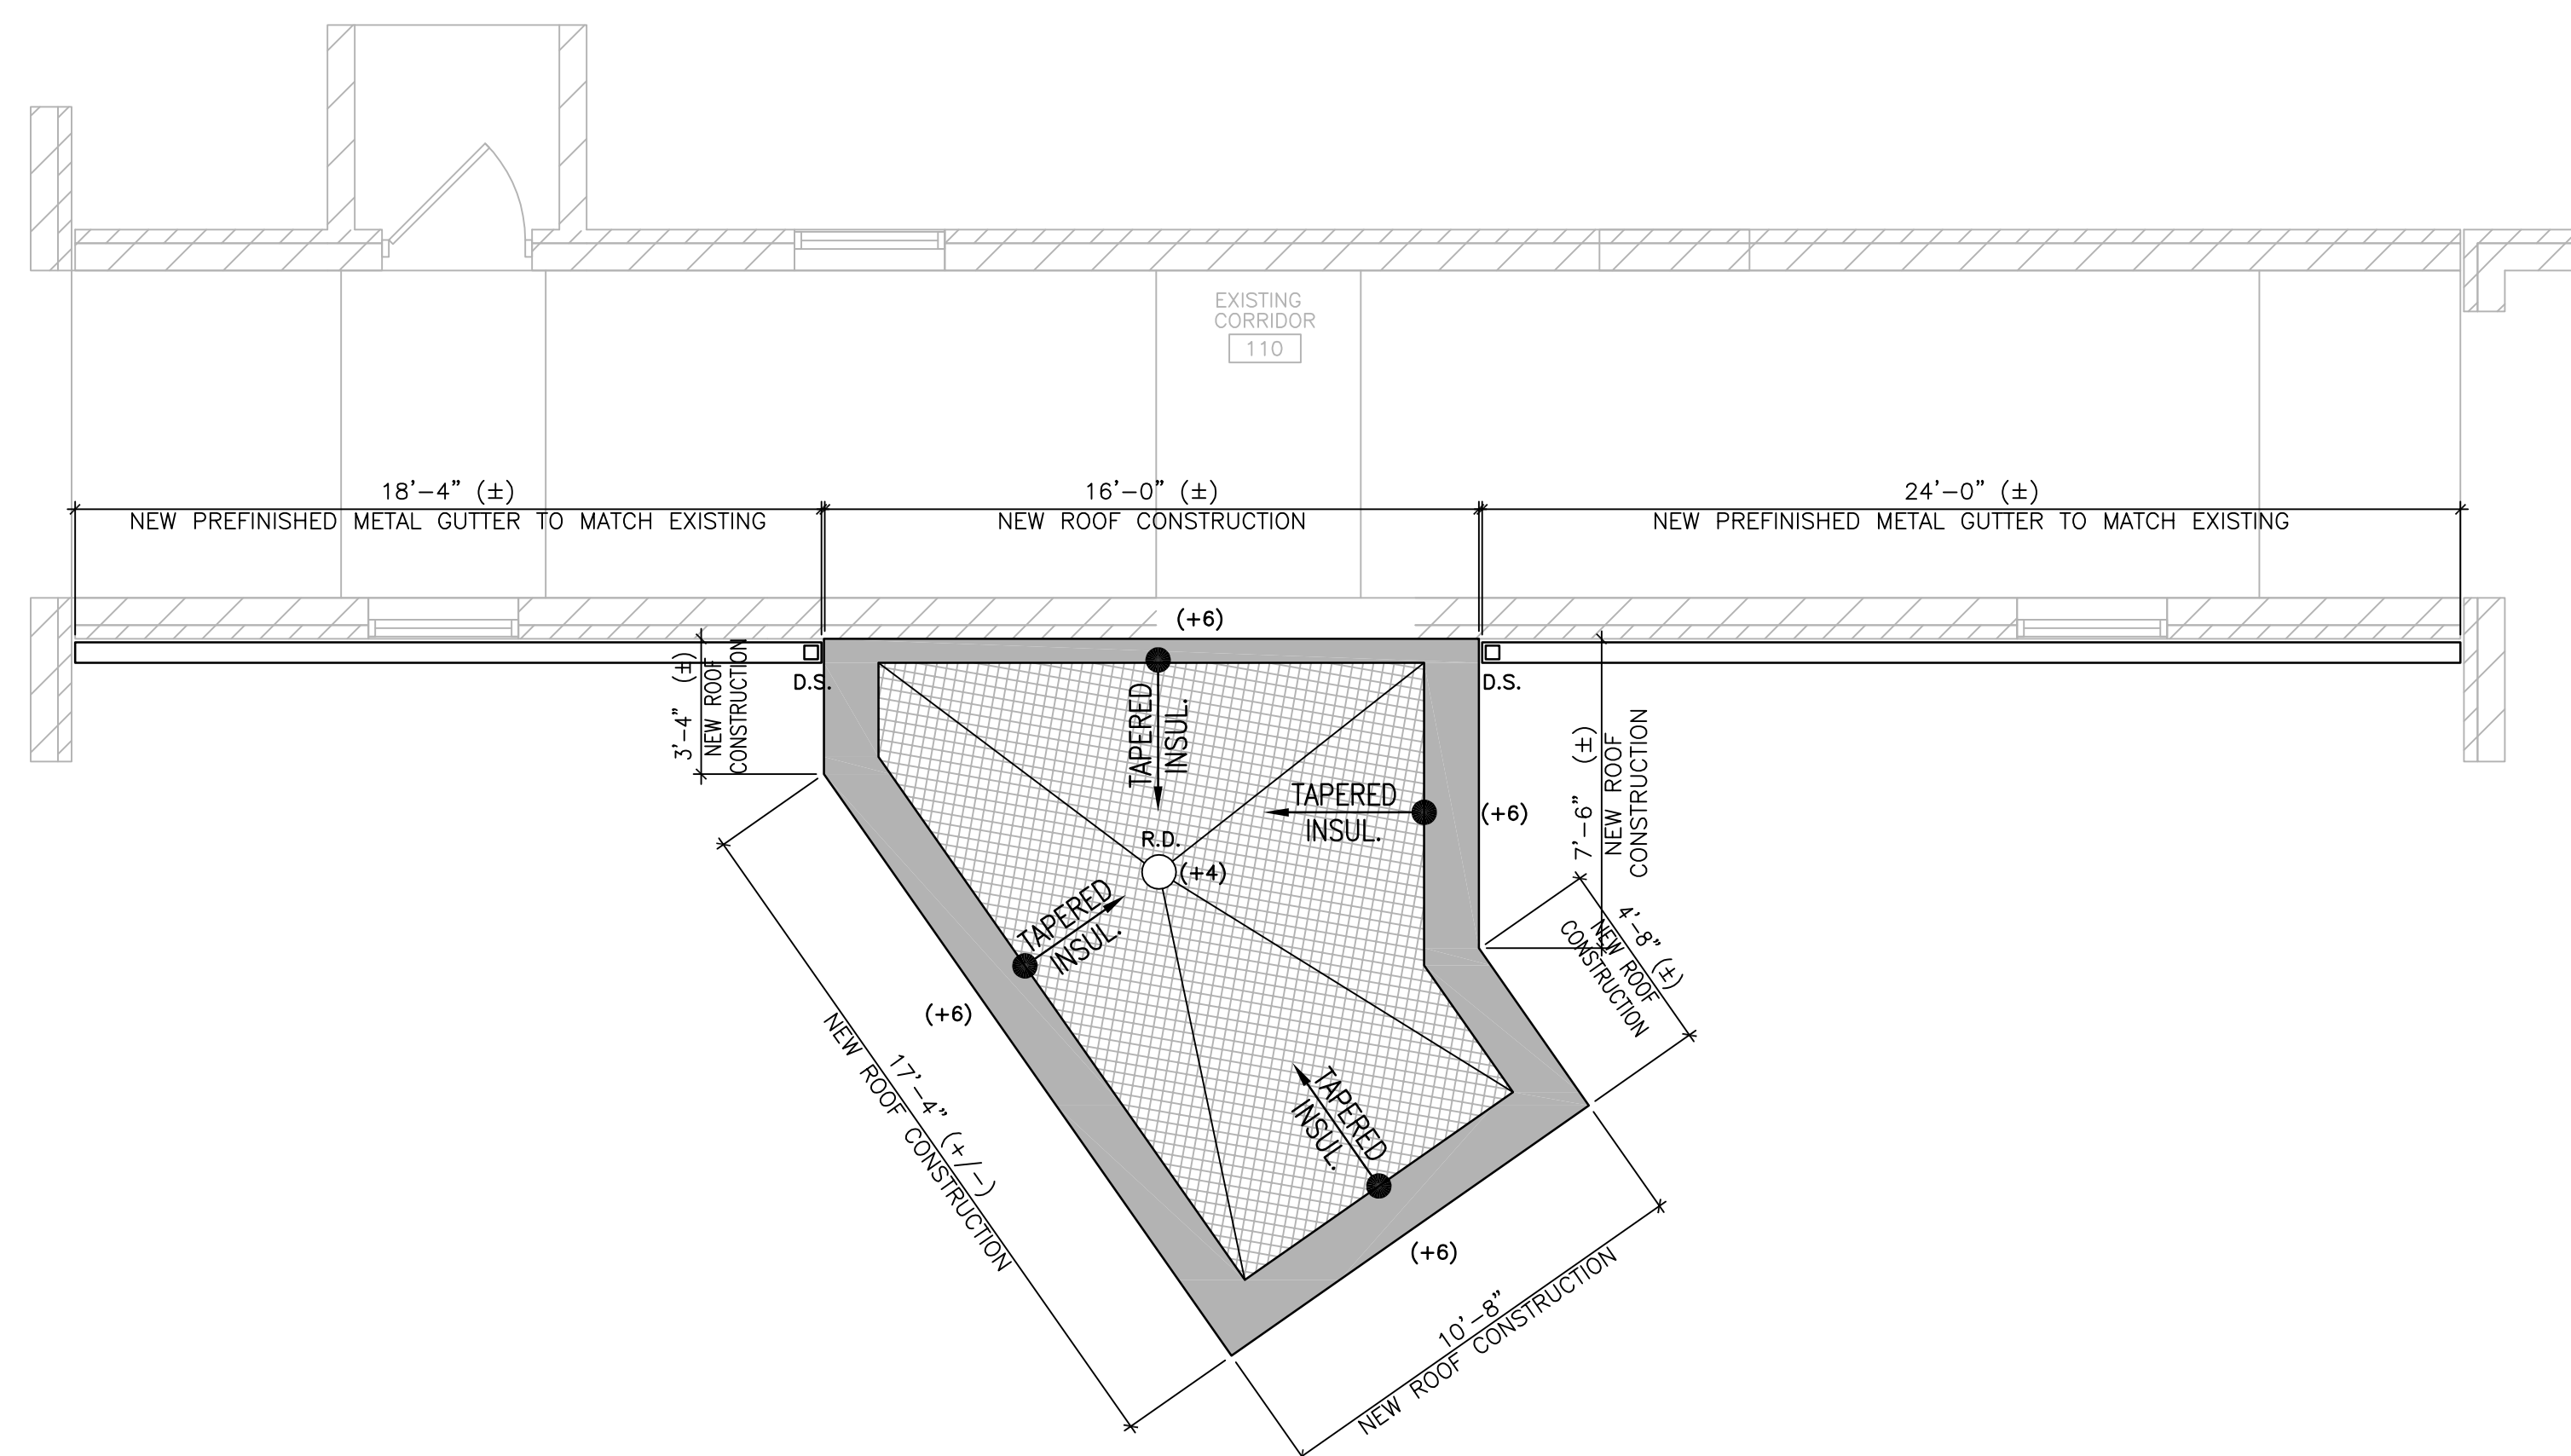 EXISTING
CORRIDOR
110
18'-4" (±)
NEW PREFINISHED METAL GUTTER TO MATCH EXISTING
16'-0" (±)
NEW ROOF CONSTRUCTION
24'-0" (±)
NEW PREFINISHED METAL GUTTER TO MATCH EXISTING
(+6)
3'-4" (±)
NEW ROOF
CONSTRUCTION
D.S.
D.S.
TAPERED
INSUL.
TAPERED
INSUL.
(+6)
7'-6" (±)
NEW ROOF
CONSTRUCTION
R.D.
(+4)
TAPERED
INSUL.
4'-8" (±)
NEW ROOF
CONSTRUCTION
(+6)
17'-4" (+/-)
NEW ROOF CONSTRUCTION
TAPERED
INSUL.
(+6)
10'-8"
NEW ROOF CONSTRUCTION